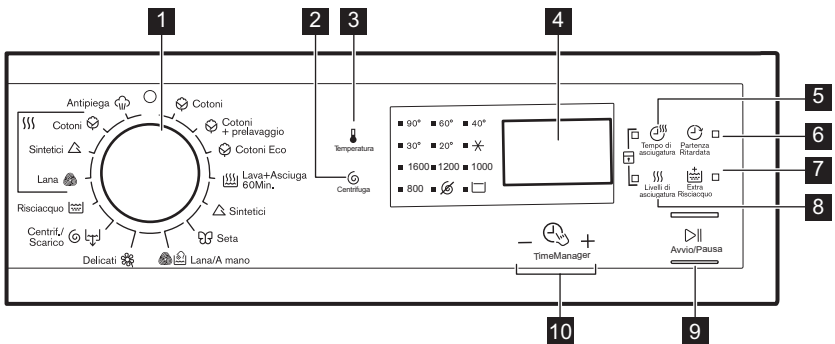 1
2
3
4
5
6
7
8
9
10
Antipiega
Cotoni
Sintetici
Lana
Risciacquo
Centrif./
Scarico
Delicati
Cotoni
Cotoni
+ prelavaggio
Cotoni Eco
Lava+Asciuga
60Min.
Sintetici
Seta
Lana/A mano
Temperatura
Centrifuga
90° 60° 40°
30° 20°
1600 1200 1000
800
TimeManager
Tempo di
asciugatura
Partenza
Ritardata
Livelli di
asciugatura
Extra
Risciacquo
Avvio/Pausa